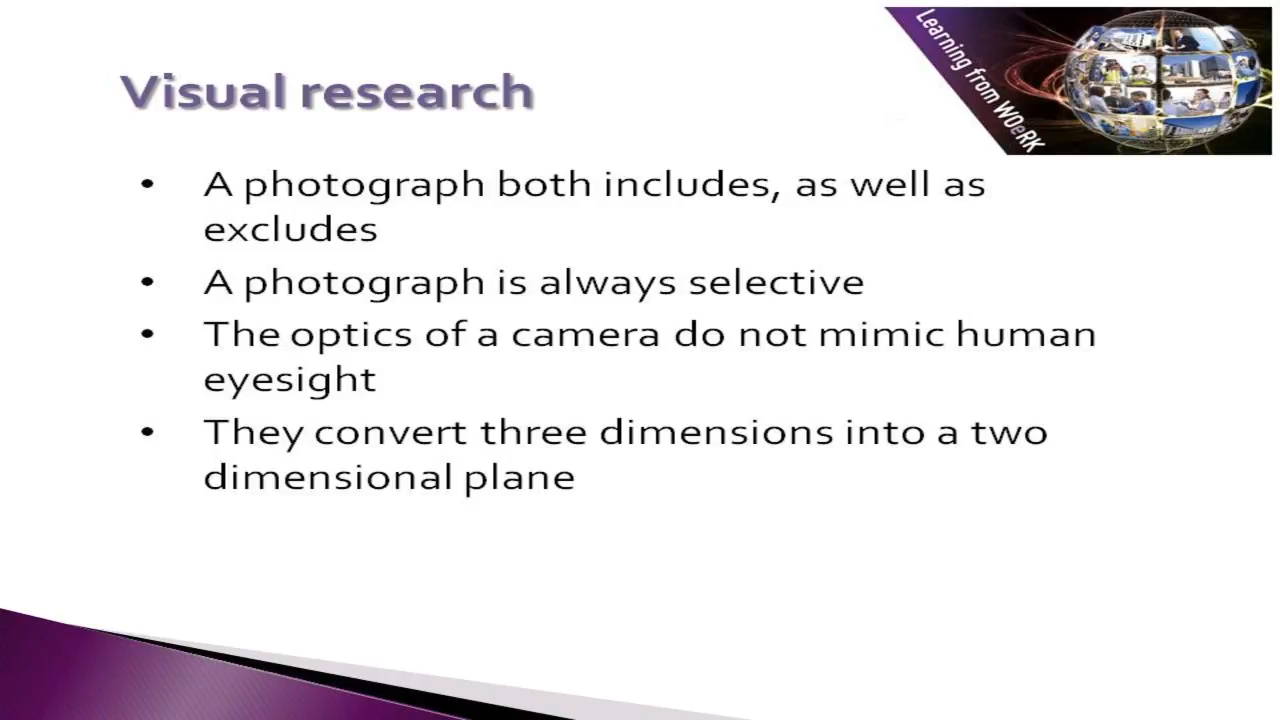 Learning from WOeRK
Visual research
• A photograph both includes, as well as
excludes
• A photograph is always selective
• The optics of a camera do not mimic human
eyesight
• They convert three dimensions into a two
dimensional plane